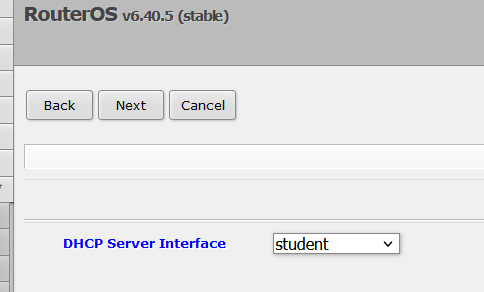 RouterOS v6.40.5 (stable)
Back Next Cancel
DHCP Server Interface student